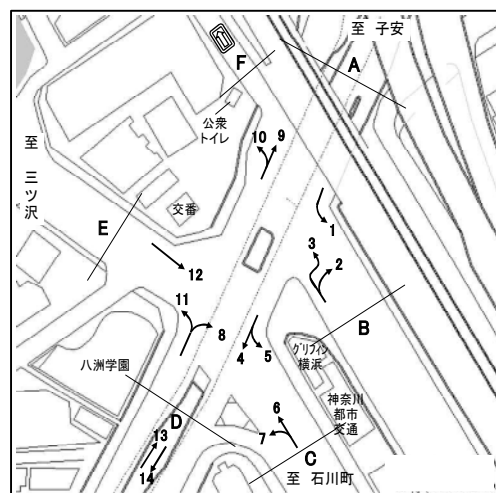 至 子安
F
A
公衆
トイレ
10
9
至 三ツ沢
交番
1
E
3
2
12
11
8
B
八洲学園
4
5
グリフィン
横浜
神奈川
都市
交通
D
13
6
7
14
C
至 石川町